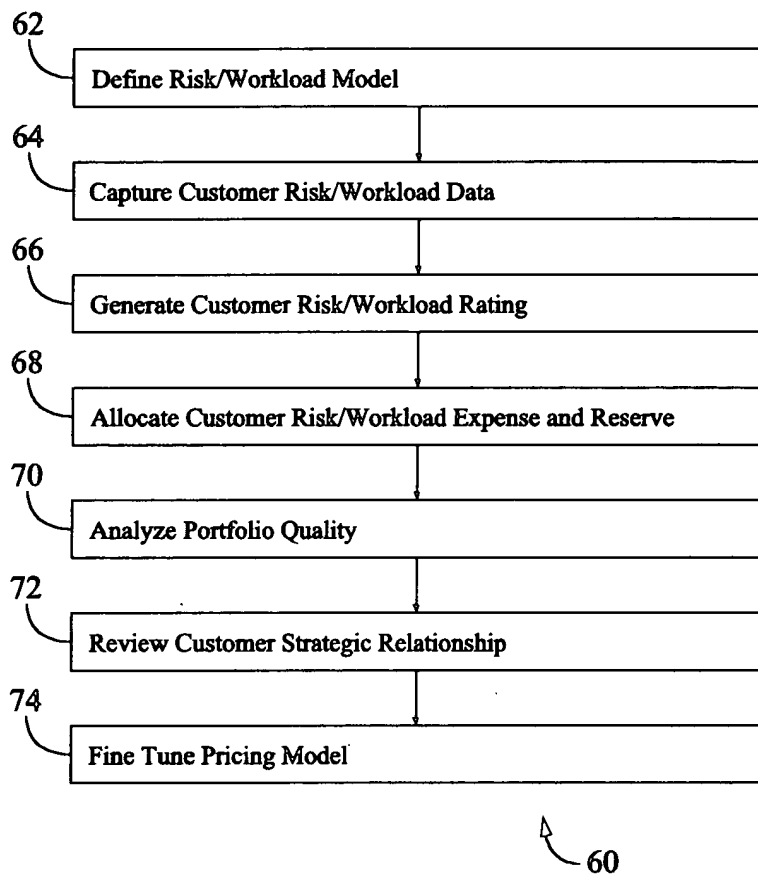 62
Define Risk/Workload Model
64
Capture Customer Risk/Workload Data
66
Generate Customer Risk/Workload Rating
68
Allocate Customer Risk/Workload Expense and Reserve
70
Analyze Portfolio Quality
72
Review Customer Strategic Relationship
74
Fine Tune Pricing Model
60